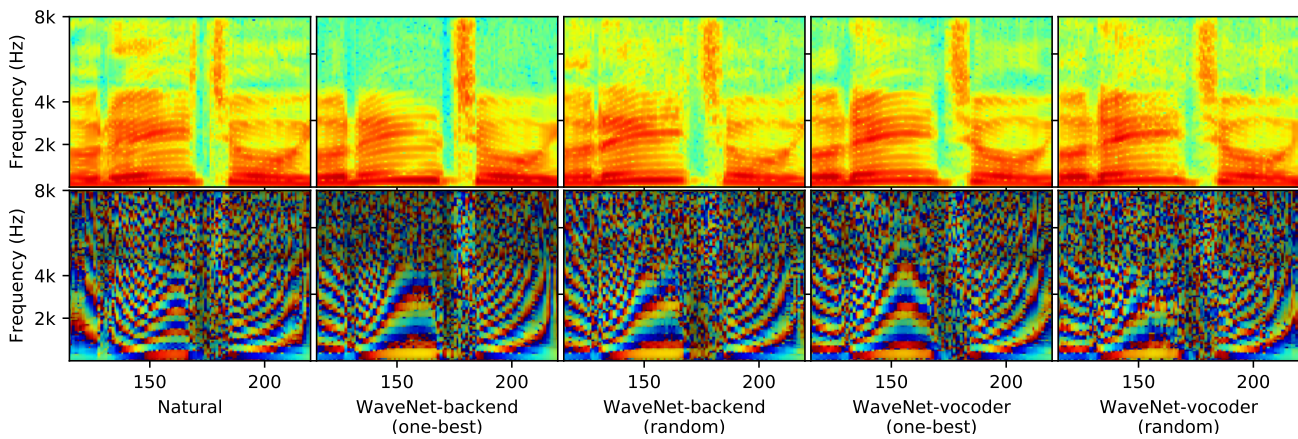 8k
4k
2k
Frequency (Hz)
8k
4k
2k
Frequency (Hz)
150 200 150 200 150 200 150 200 150 200
Natural WaveNet-backend WaveNet-backend WaveNet-vocoder WaveNet-vocoder
(one-best) (random) (one-best) (random)